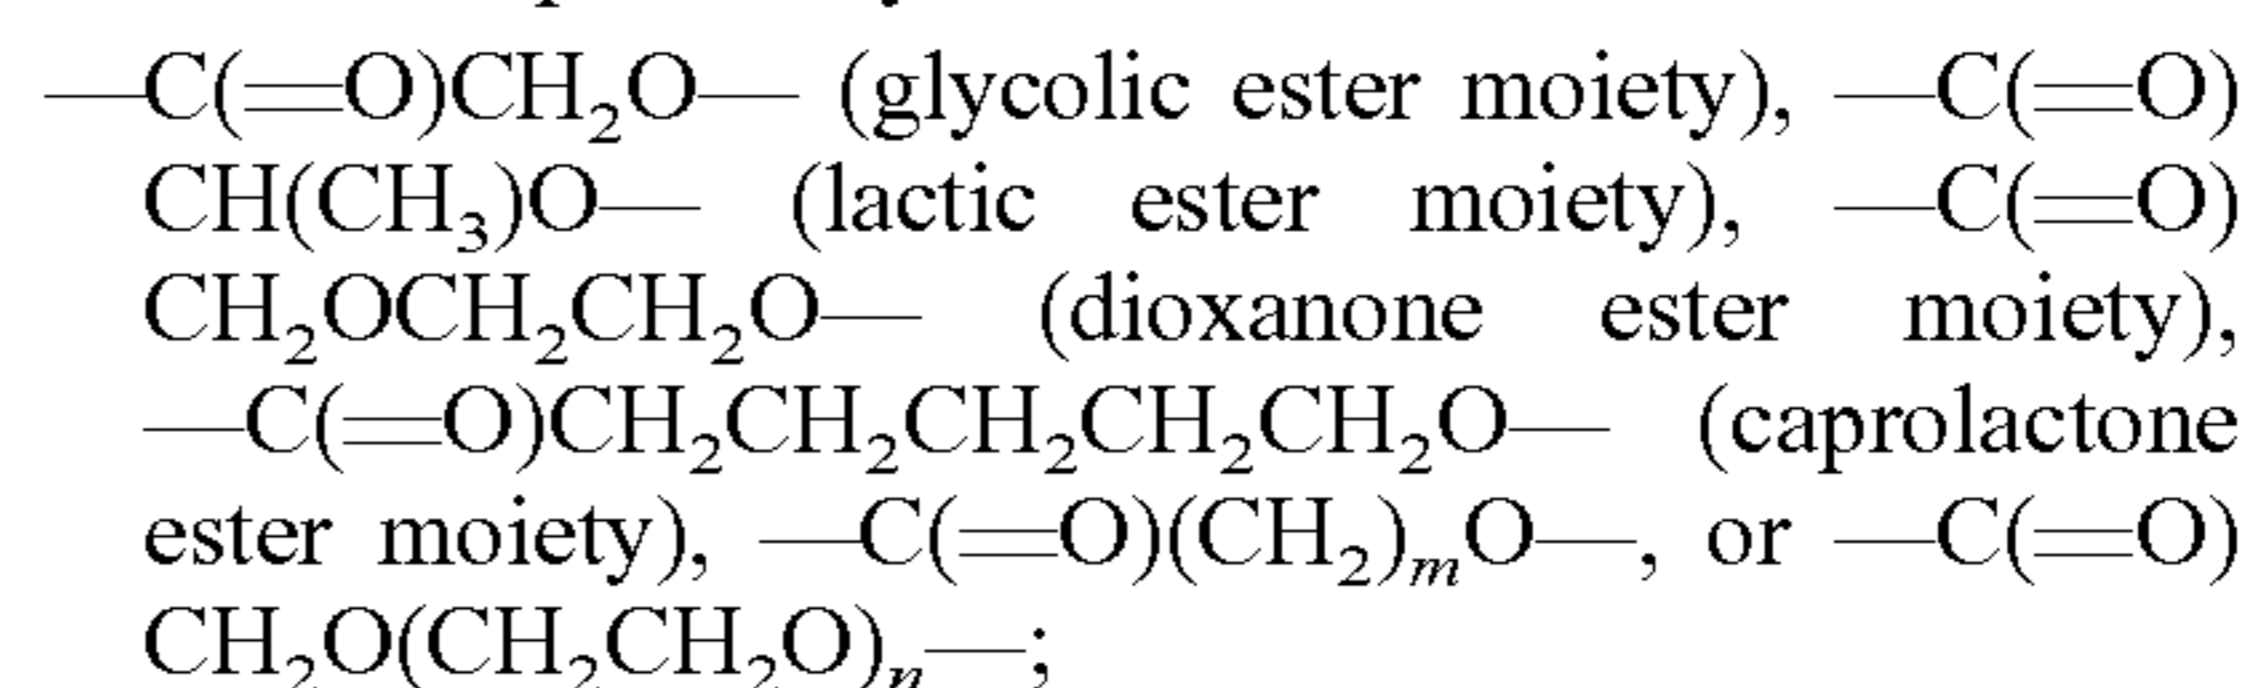 —C(=O)CH₂O— (glycolic ester moiety), —C(=O)
CH(CH₃)O— (lactic ester moiety), —C(=O)
CH₂OCH₂CH₂O— (dioxanone ester moiety),
—C(=O)CH₂CH₂CH₂CH₂CH₂O— (caprolactone
ester moiety), —C(=O)(CH₂)ₘO—, or —C(=O)
CH₂O(CH₂CH₂O)ₙ—;